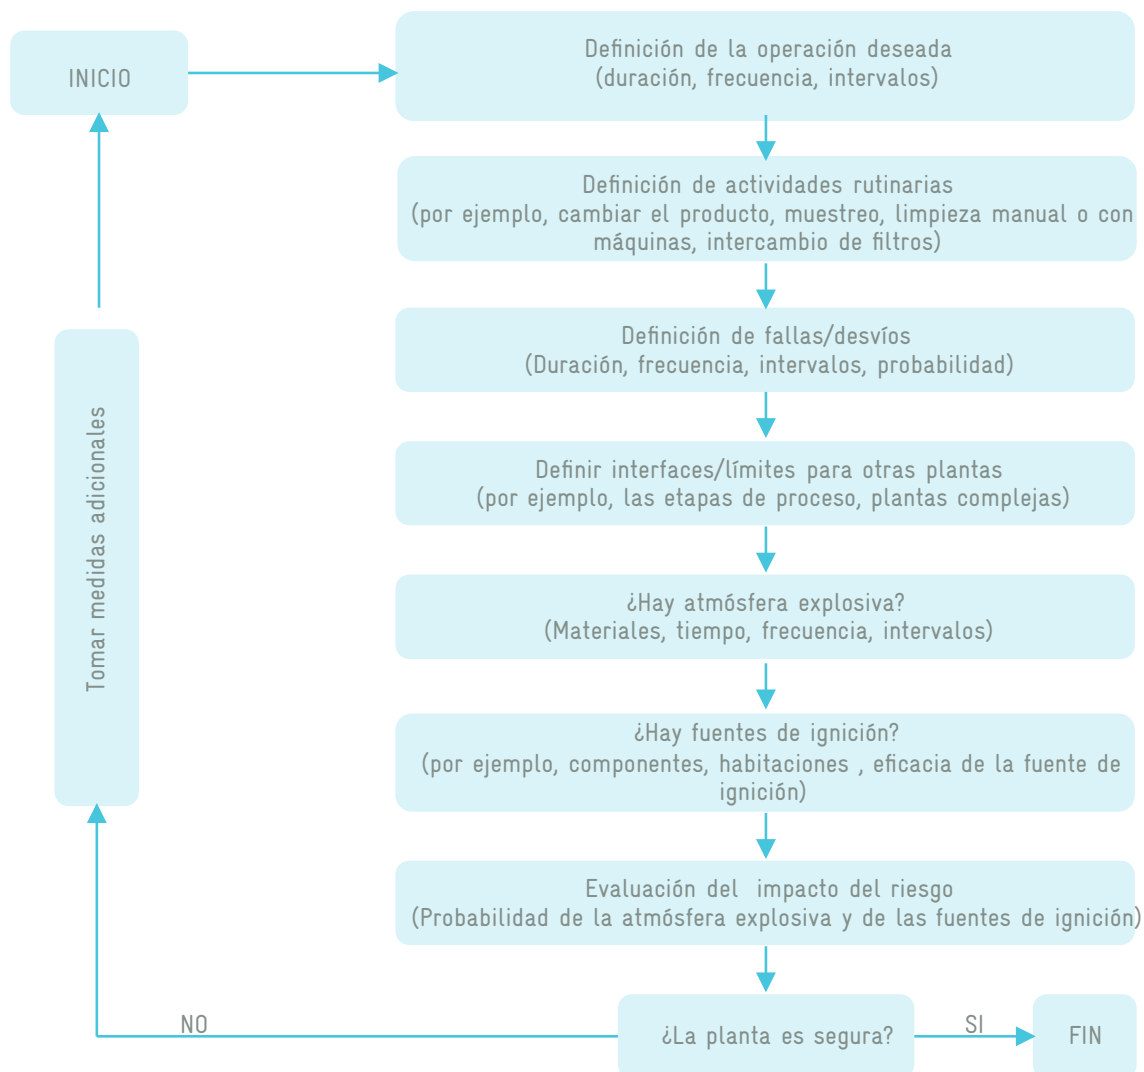 INICIO
Definición de la operación deseada
(duración, frecuencia, intervalos)
Definición de actividades rutinarias
(por ejemplo, cambiar el producto, muestreo, limpieza manual o con
máquinas, intercambio de filtros)
Definición de fallas/desvíos
(Duración, frecuencia, intervalos, probabilidad)
Definir interfaces/límites para otras plantas
(por ejemplo, las etapas de proceso, plantas complejas)
¿Hay atmósfera explosiva?
(Materiales, tiempo, frecuencia, intervalos)
¿Hay fuentes de ignición?
(por ejemplo, componentes, habitaciones , eficacia de la fuente de
ignición)
Evaluación del impacto del riesgo
(Probabilidad de la atmósfera explosiva y de las fuentes de ignición)
¿La planta es segura?
SI
FIN
NO
Tomar medidas adicionales